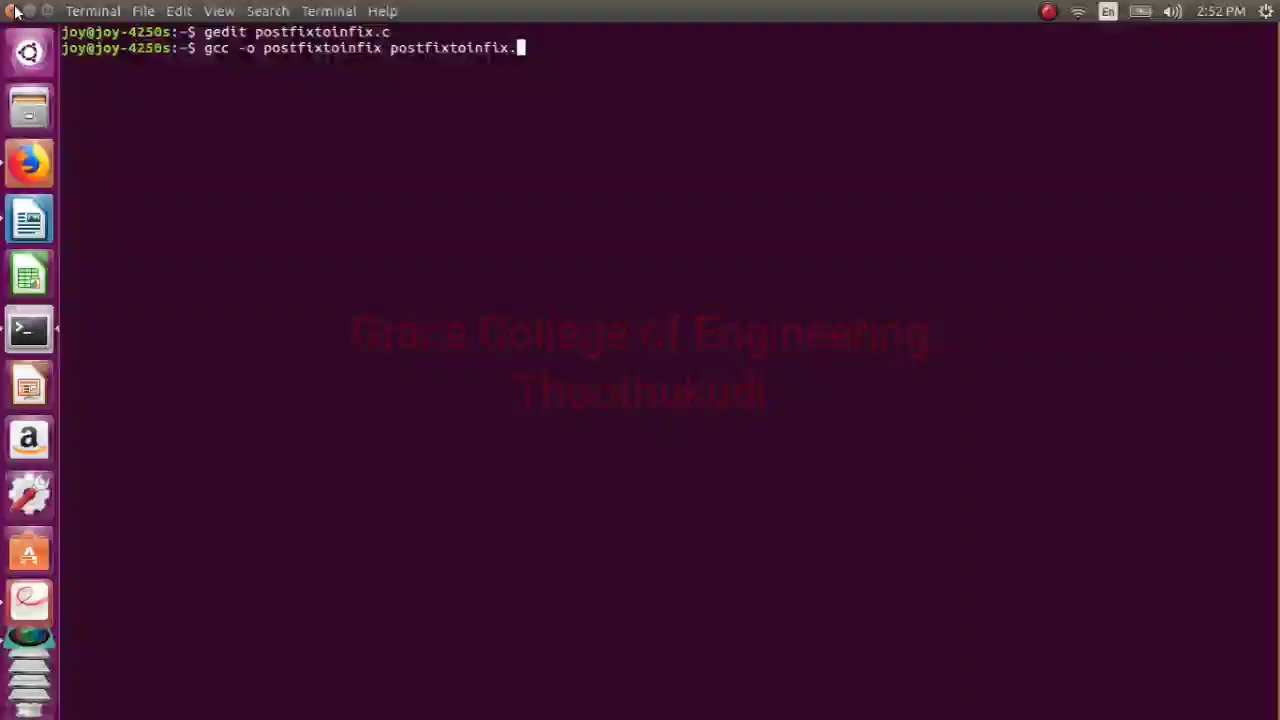 Terminal File Edit View Search Terminal Help En 2:52 PM
joy@joy-4250s:~$ gedit postfixtoinfix.c
joy@joy-4250s:~$ gcc -o postfixtoinfix postfixtoinfix.
Grace College of Engineering
Thoothukudi